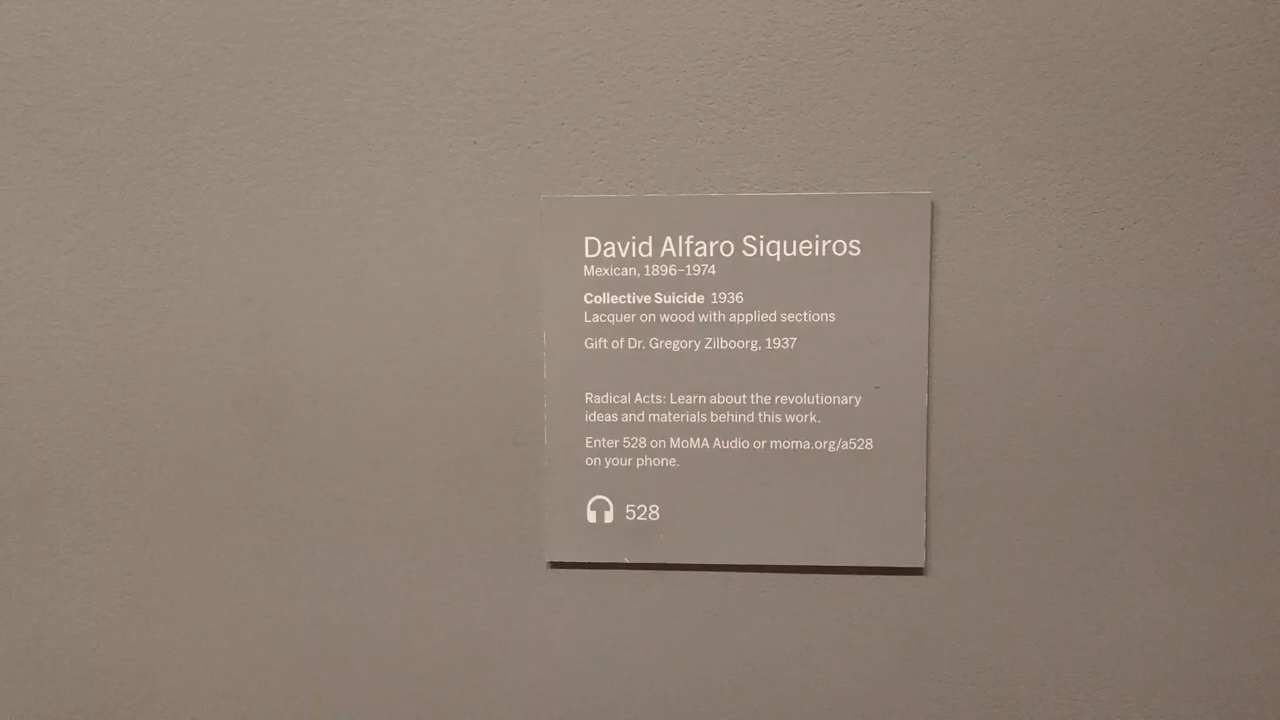 David Alfaro Siqueiros
Mexican, 1896–1974
Collective Suicide 1936
Lacquer on wood with applied sections
Gift of Dr. Gregory Zilboorg, 1937
Radical Acts: Learn about the revolutionary
ideas and materials behind this work.
Enter 528 on MoMA Audio or moma.org/a528
on your phone.
528